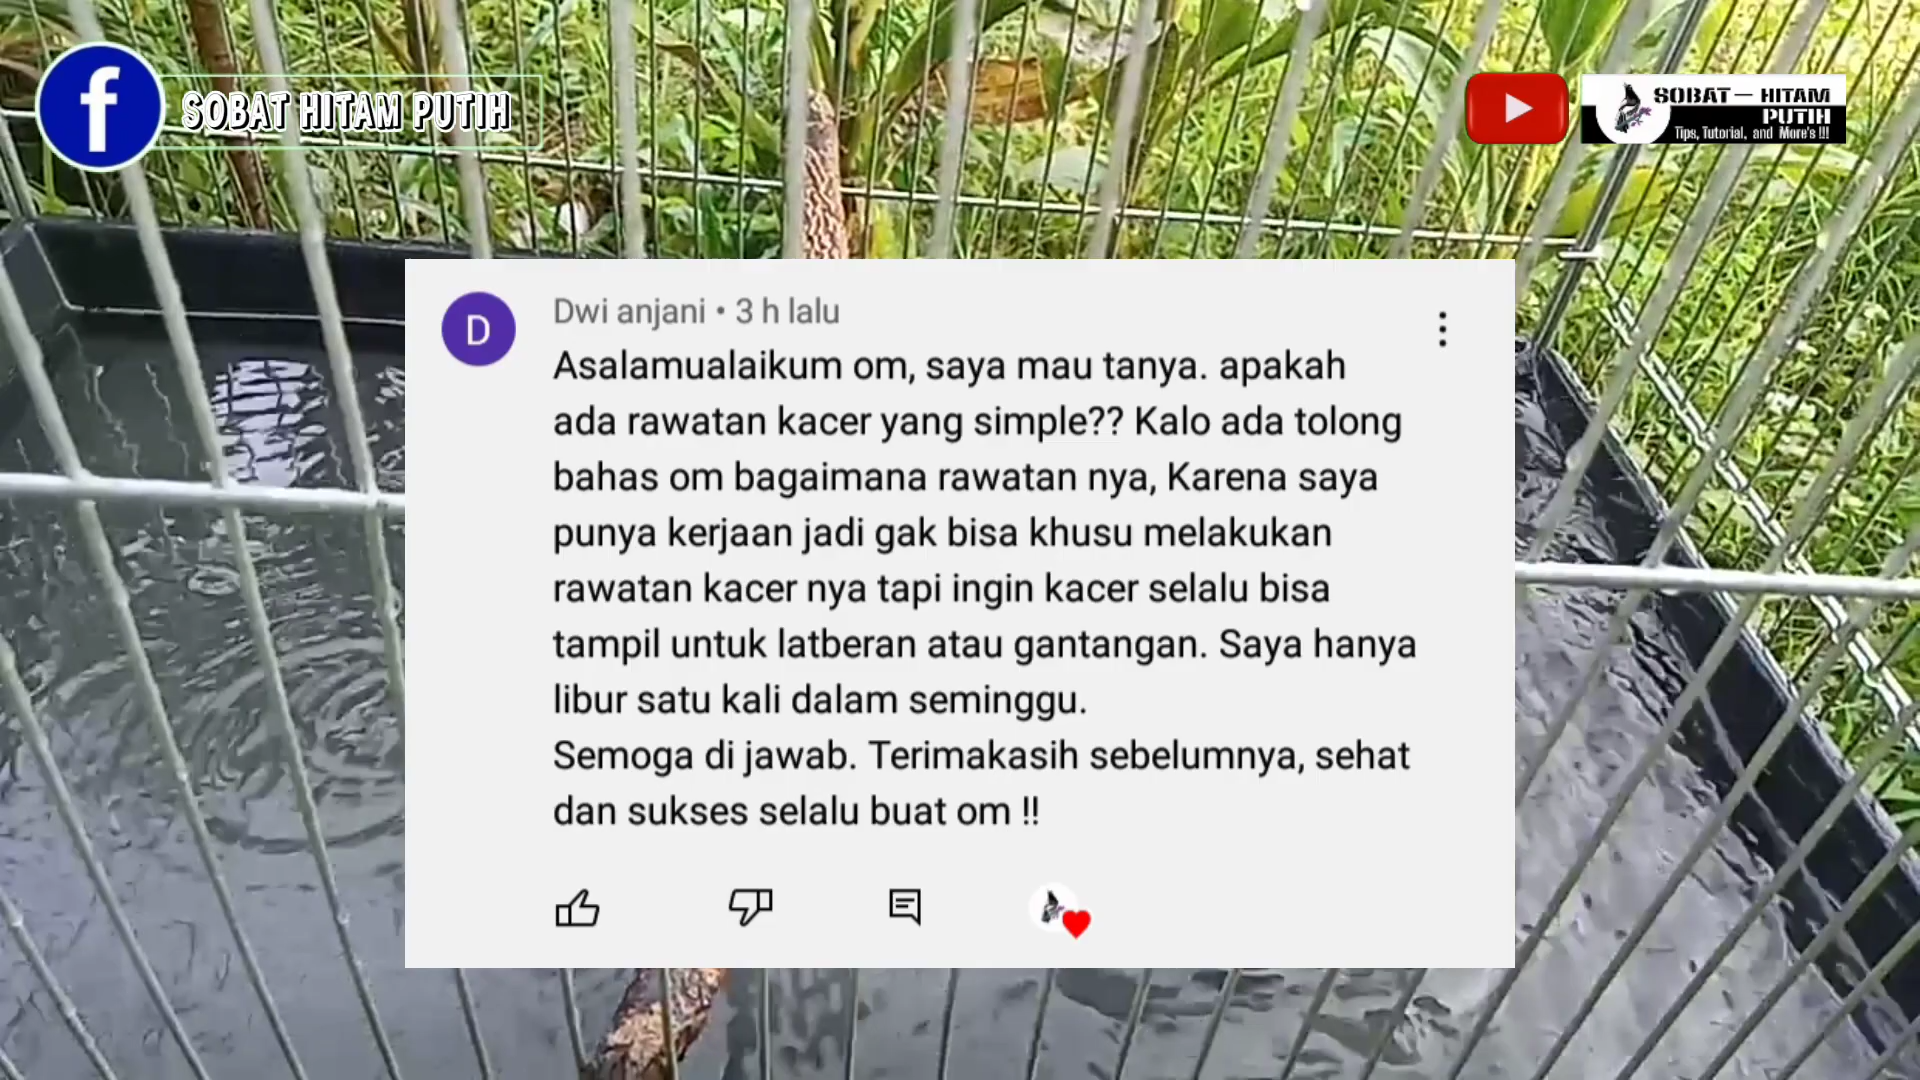 f
SOBAT HITAM PUTIH
SOBAT — HITAM
PUTIH
Tips, Tutorial, and More's !!!
D
Dwi anjani • 3 h lalu
Asalamualaikum om, saya mau tanya. apakah
ada rawatan kacer yang simple?? Kalo ada tolong
bahas om bagaimana rawatan nya, Karena saya
punya kerjaan jadi gak bisa khusu melakukan
rawatan kacer nya tapi ingin kacer selalu bisa
tampil untuk latberan atau gantangan. Saya hanya
libur satu kali dalam seminggu.
Semoga di jawab. Terimakasih sebelumnya, sehat
dan sukses selalu buat om !!